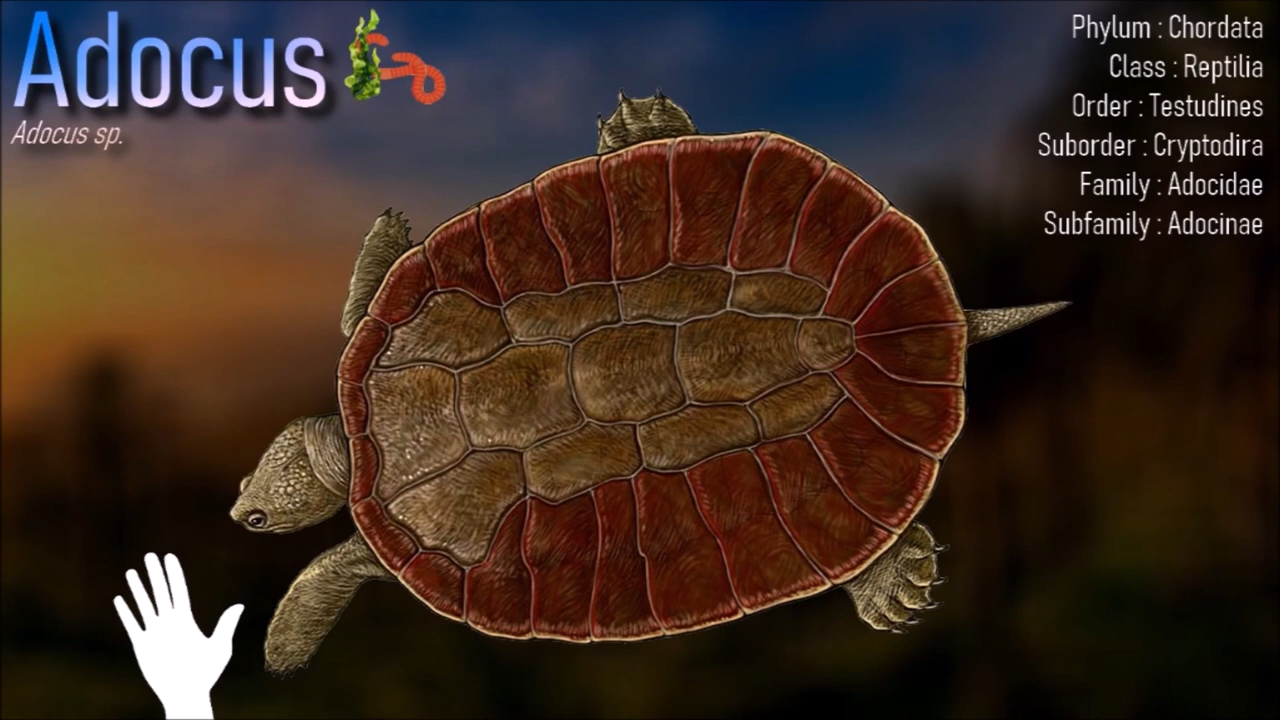 Adocus
Adocus sp.
Phylum : Chordata
Class : Reptilia
Order : Testudines
Suborder : Cryptodira
Family : Adocidae
Subfamily : Adocinae